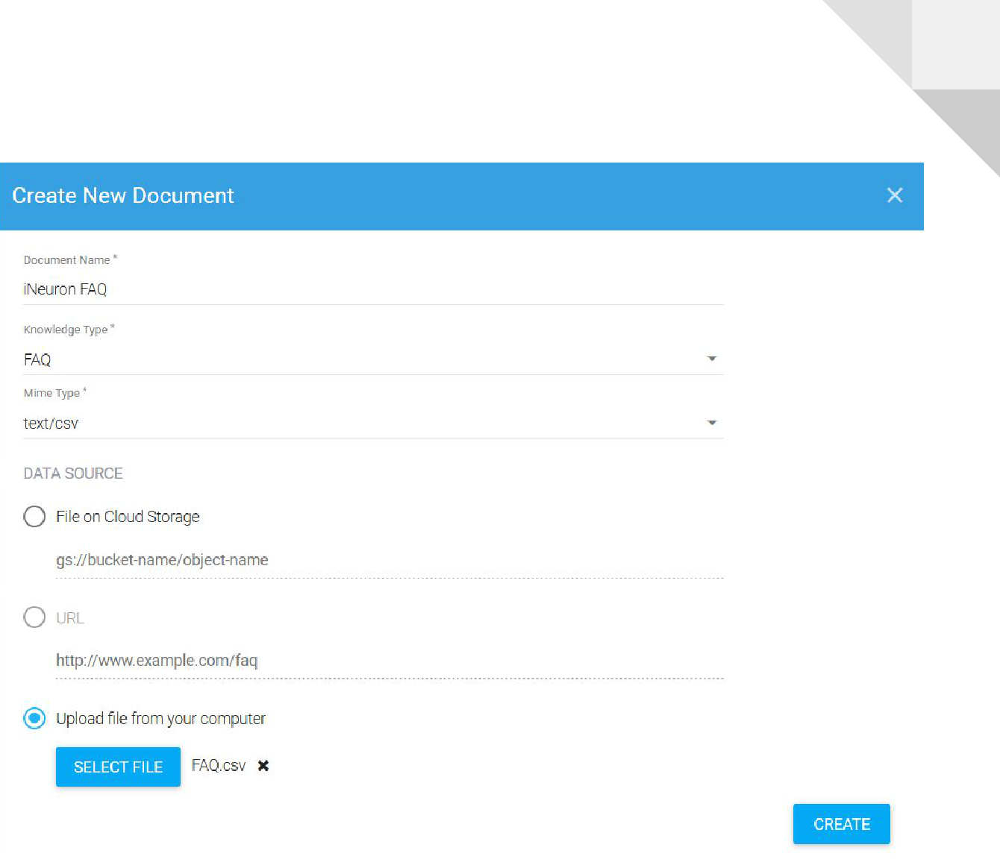 Create New Document
Document Name *
iNeuron FAQ
Knowledge Type *
FAQ
Mime Type *
text/csv
DATA SOURCE
File on Cloud Storage
gs://bucket-name/object-name
URL
http://www.example.com/faq
Upload file from your computer
SELECT FILE FAQ.csv ✖
CREATE